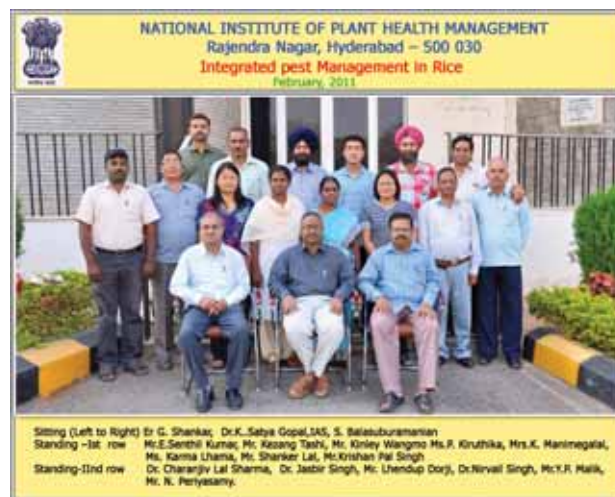 NATIONAL INSTITUTE OF PLANT HEALTH MANAGEMENT
Rajendra Nagar, Hyderabad – 500 030
Integrated pest Management in Rice
February, 2011
Sitting (Left to Right) Er G. Shankar, Dr.K..Satya Gopal,IAS, S. Balasuburamanian
Standing –Ist row Mr.E.Senthil Kumar, Mr. Kezang Tashi, Mr. Kinley Wangmo Ms.P. Kiruthika, Mrs.K. Manimegalai,
Ms. Karma Lhama, Mr. Shanker Lal, Mr.Krishan Pal Singh
Standing-IInd row Dr. Charanjiv Lal Sharma, Dr. Jasbir Singh, Mr. Lhendup Dorji, Dr.Nirvail Singh, Mr.Y.P. Malik,
Mr. N. Periyasamy.